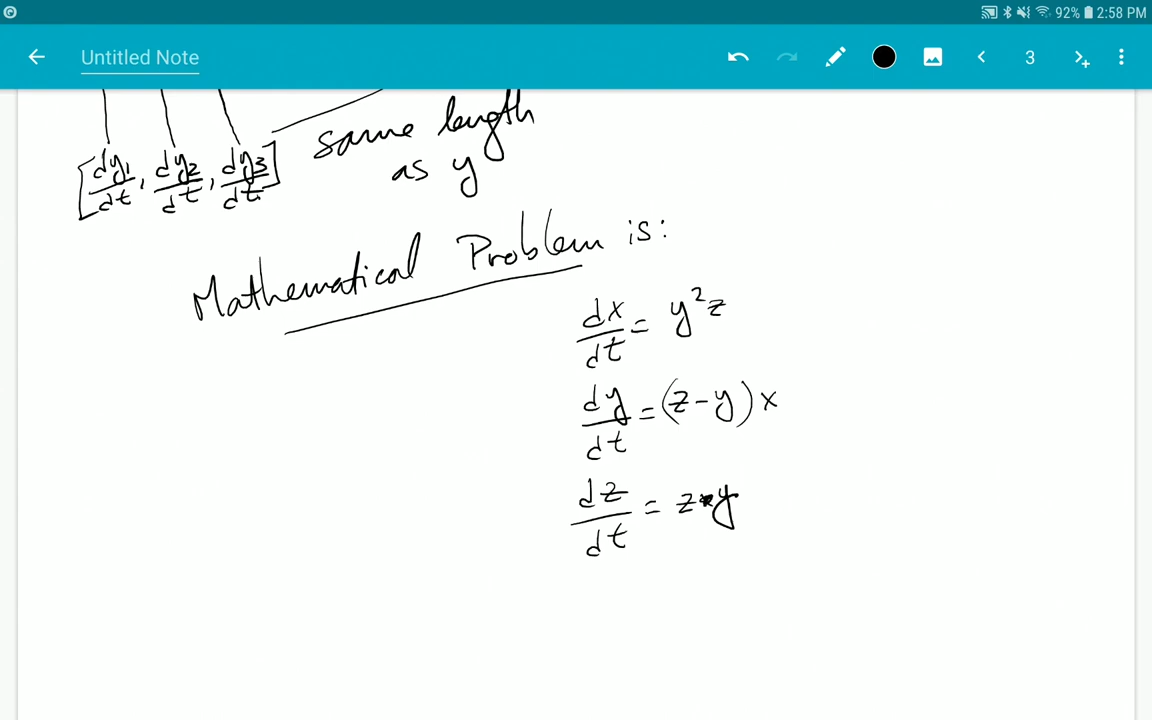 92% 2:58 PM
Untitled Note
3
[dy1/dt, dy2/dt, dy3/dt]
same length
as y
Mathematical Problem is:
dx/dt = y²z
dy/dt = (z-y)x
dz/dt =